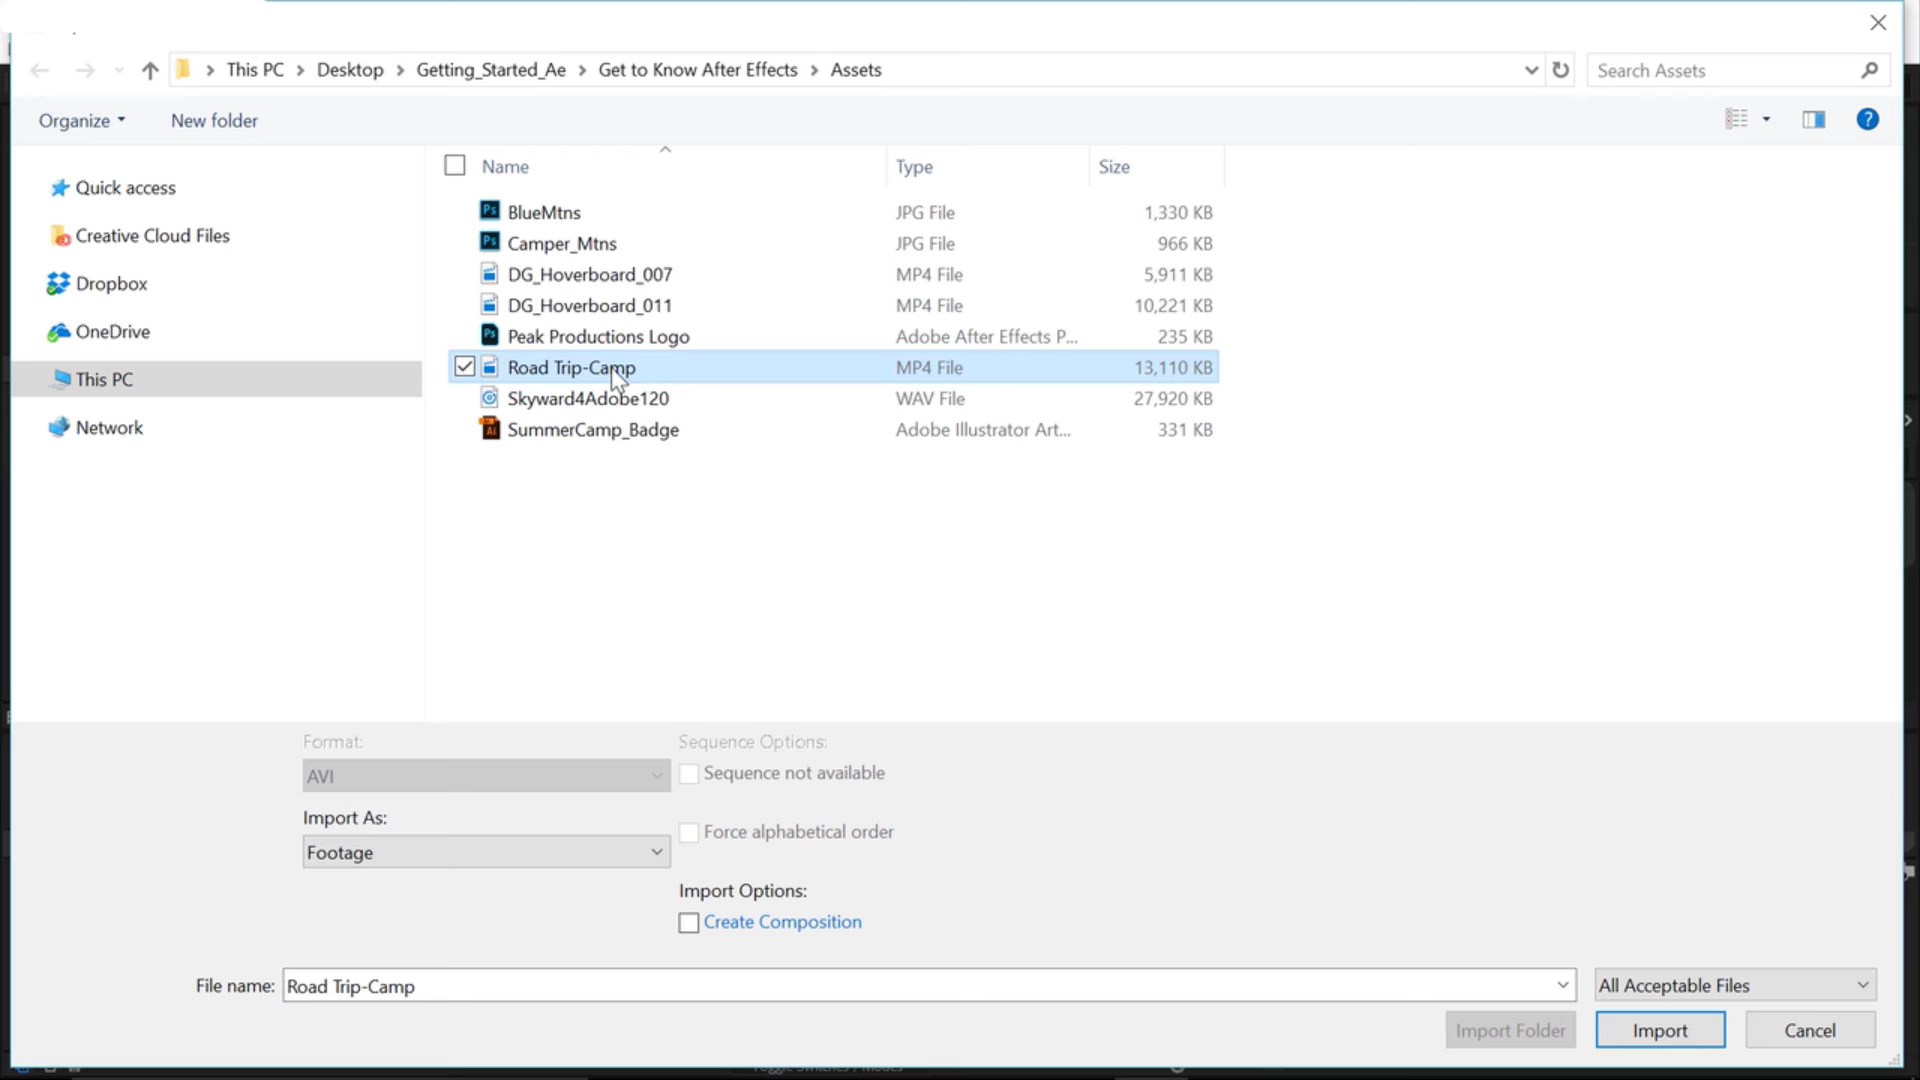 This PC > Desktop > Getting_Started_Ae > Get to Know After Effects > Assets
Search Assets
Organize
New folder
?
Quick access
Creative Cloud Files
Dropbox
OneDrive
This PC
Network
Name Type Size
Ps BlueMtns JPG File 1,330 KB
Ps Camper_Mtns JPG File 966 KB
DG_Hoverboard_007 MP4 File 5,911 KB
DG_Hoverboard_011 MP4 File 10,221 KB
Ps Peak Productions Logo Adobe After Effects P... 235 KB
Road Trip-Camp MP4 File 13,110 KB
Skyward4Adobe120 WAV File 27,920 KB
Ai SummerCamp_Badge Adobe Illustrator Art... 331 KB
Format:
AVI
Import As:
Footage
Sequence Options:
Sequence not available
Force alphabetical order
Import Options:
Create Composition
File name: Road Trip-Camp
All Acceptable Files
Import Folder
Import
Cancel